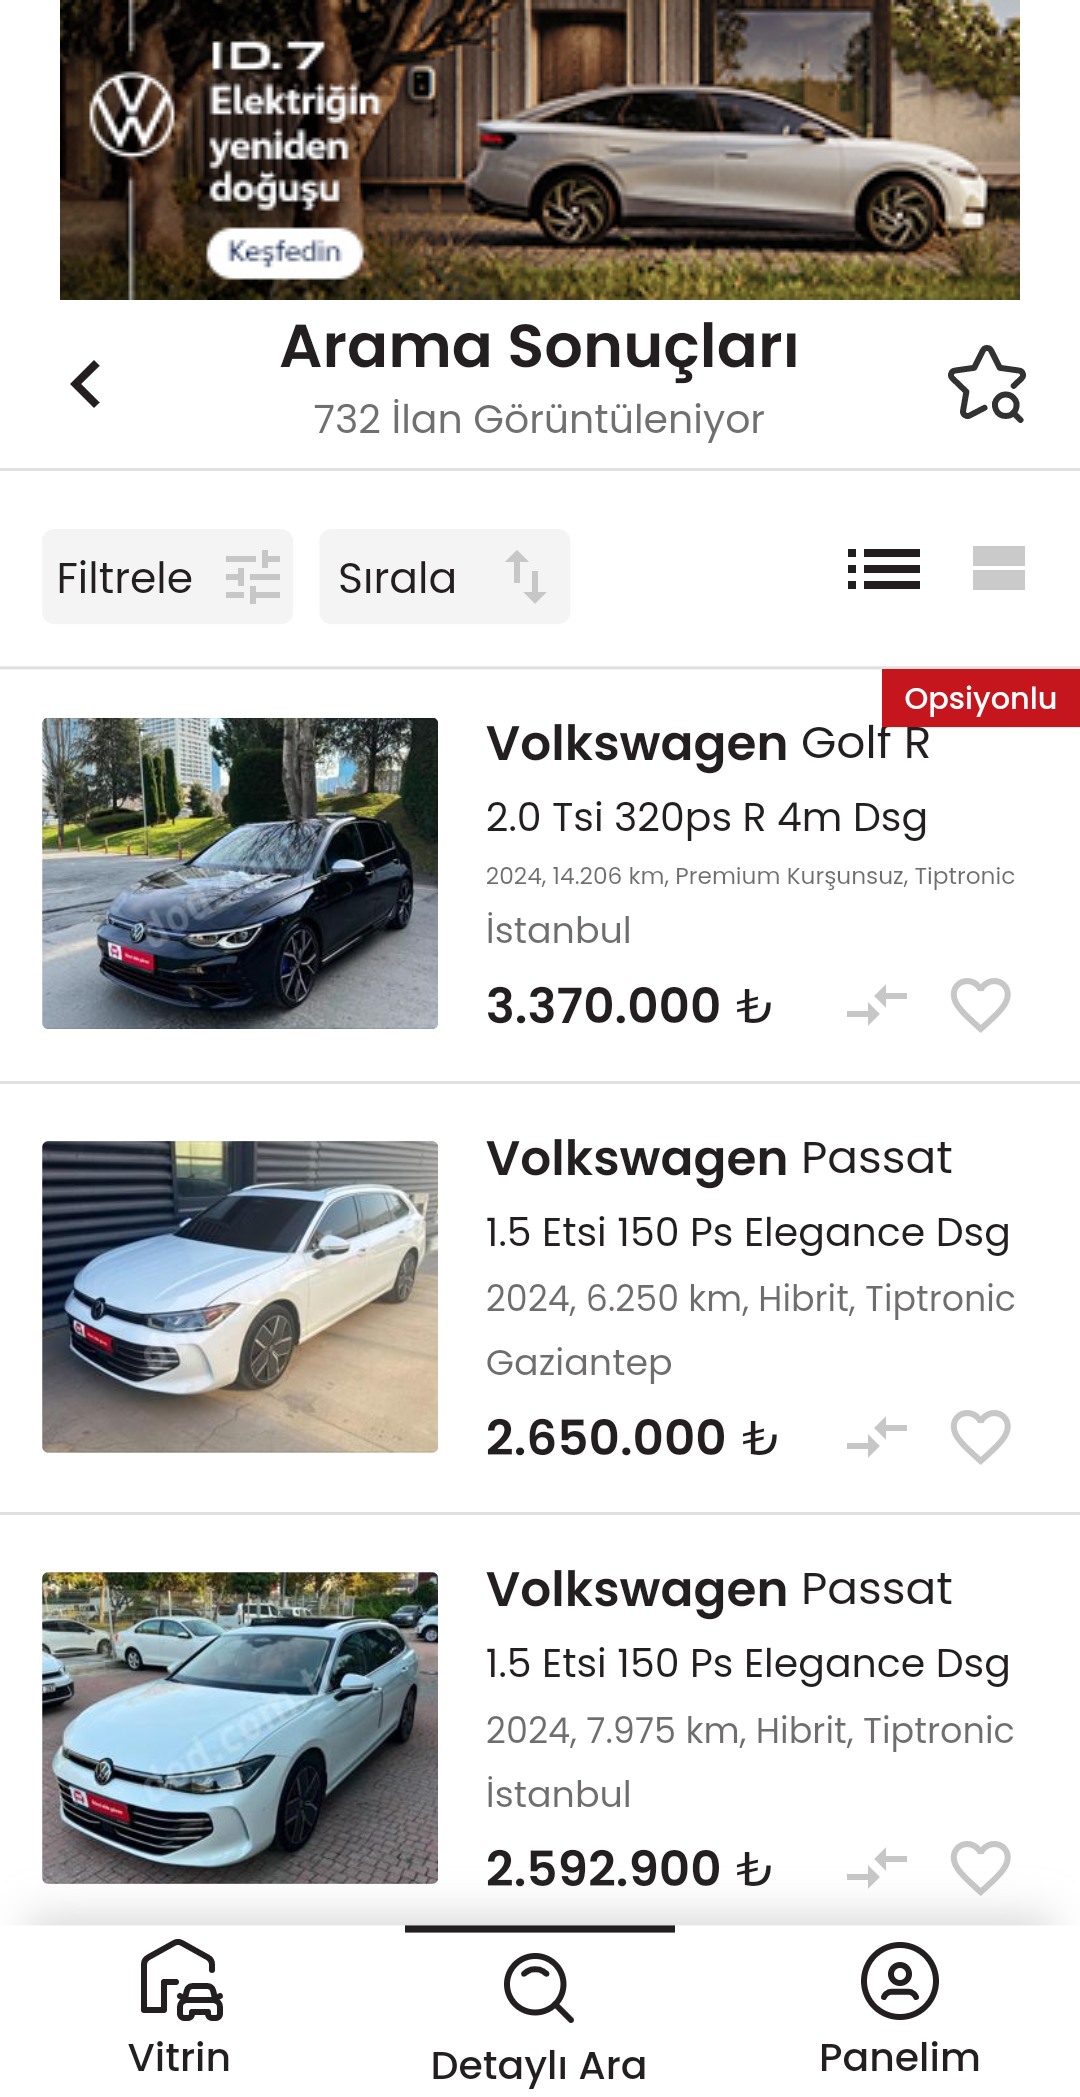 ID.7
Elektriğin
yeniden
doğuşu
Keşfedin
Arama Sonuçları
732 İlan Görüntüleniyor
Filtrele
Sırala
Opsiyonlu
Volkswagen Golf R
2.0 Tsi 320ps R 4m Dsg
2024, 14.206 km, Premium Kurşunsuz, Tiptronic
İstanbul
3.370.000 ₺
Volkswagen Passat
1.5 Etsi 150 Ps Elegance Dsg
2024, 6.250 km, Hibrit, Tiptronic
Gaziantep
2.650.000 ₺
Volkswagen Passat
1.5 Etsi 150 Ps Elegance Dsg
2024, 7.975 km, Hibrit, Tiptronic
İstanbul
2.592.900 ₺
Vitrin
Detaylı Ara
Panelim